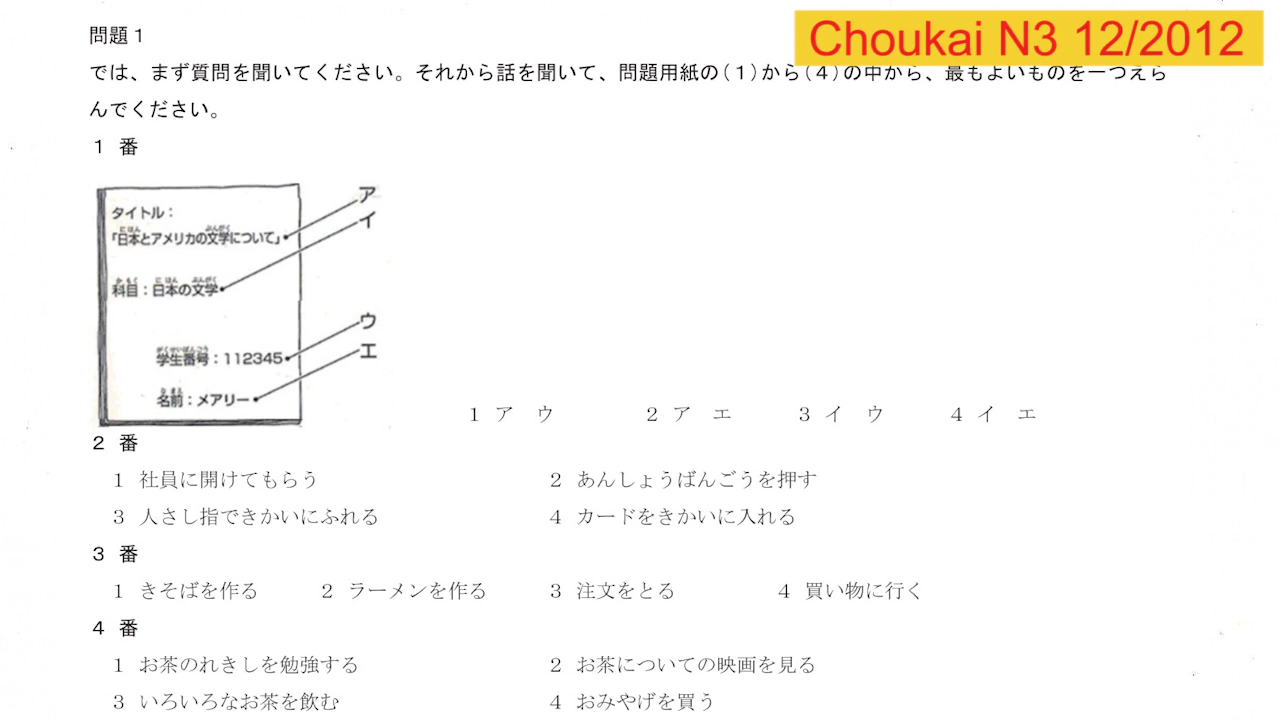 Choukai N3 12/2012
問題１
では、まず質問を聞いてください。それから話を聞いて、問題用紙の(１)から(４)の中から、最もよいものを一つえら
んでください。
１ 番
タイトル：
「日本とアメリカの文学について」
科目：日本の文学
学生番号：112345
名前：メアリー
ア
イ
ウ
エ
１ ア ウ ２ ア エ ３ イ ウ ４ イ エ
２ 番
１ 社員に開けてもらう ２ あんしょうばんごうを押す
３ 人さし指できかいにふれる ４ カードをきかいに入れる
３ 番
１ きそばを作る ２ ラーメンを作る ３ 注文をとる ４ 買い物に行く
４ 番
１ お茶のれきしを勉強する ２ お茶についての映画を見る
３ いろいろなお茶を飲む ４ おみやげを買う